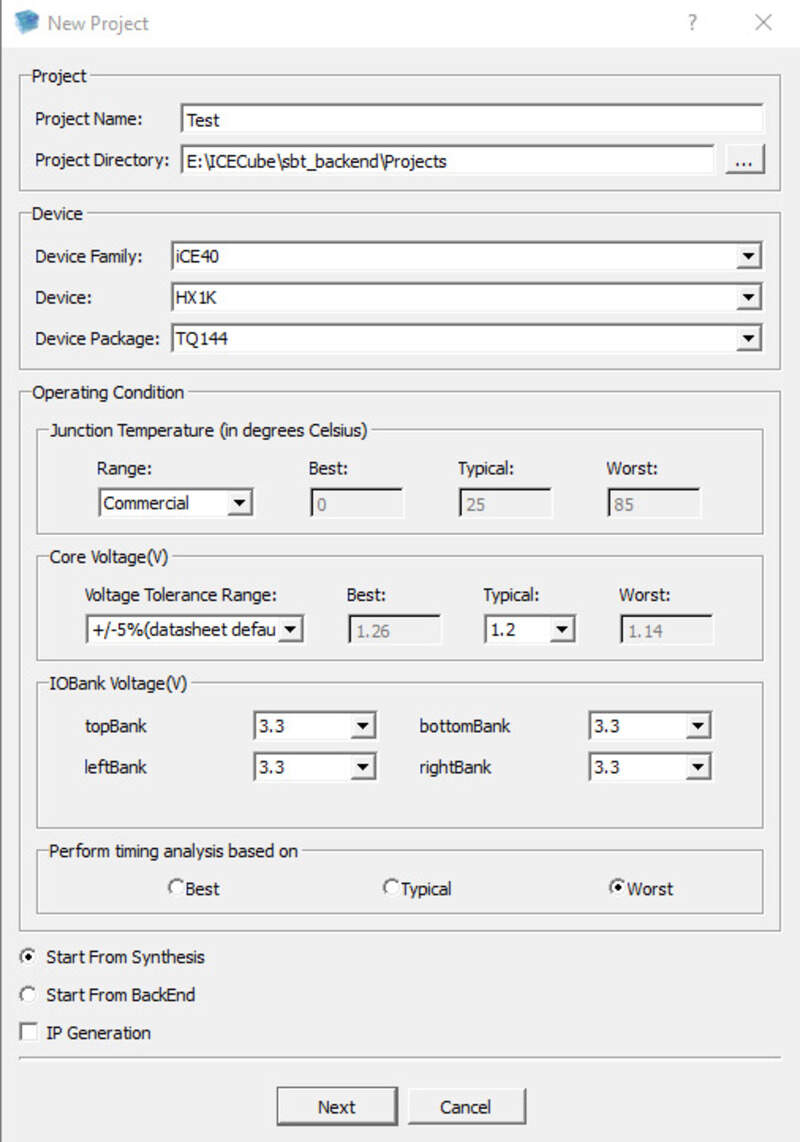 New Project ? ×
Project
Project Name: Test
Project Directory: E:\ICECube\sbt_backend\Projects ...
Device
Device Family: iCE40
Device: HX1K
Device Package: TQ144
Operating Condition
Junction Temperature (in degrees Celsius)
Range: Best: Typical: Worst:
Commercial 0 25 85
Core Voltage(V)
Voltage Tolerance Range: Best: Typical: Worst:
+/-5%(datasheet defau 1.26 1.2 1.14
IOBank Voltage(V)
topBank 3.3 bottomBank 3.3
leftBank 3.3 rightBank 3.3
Perform timing analysis based on
Best Typical Worst
Start From Synthesis
Start From BackEnd
IP Generation
Next Cancel